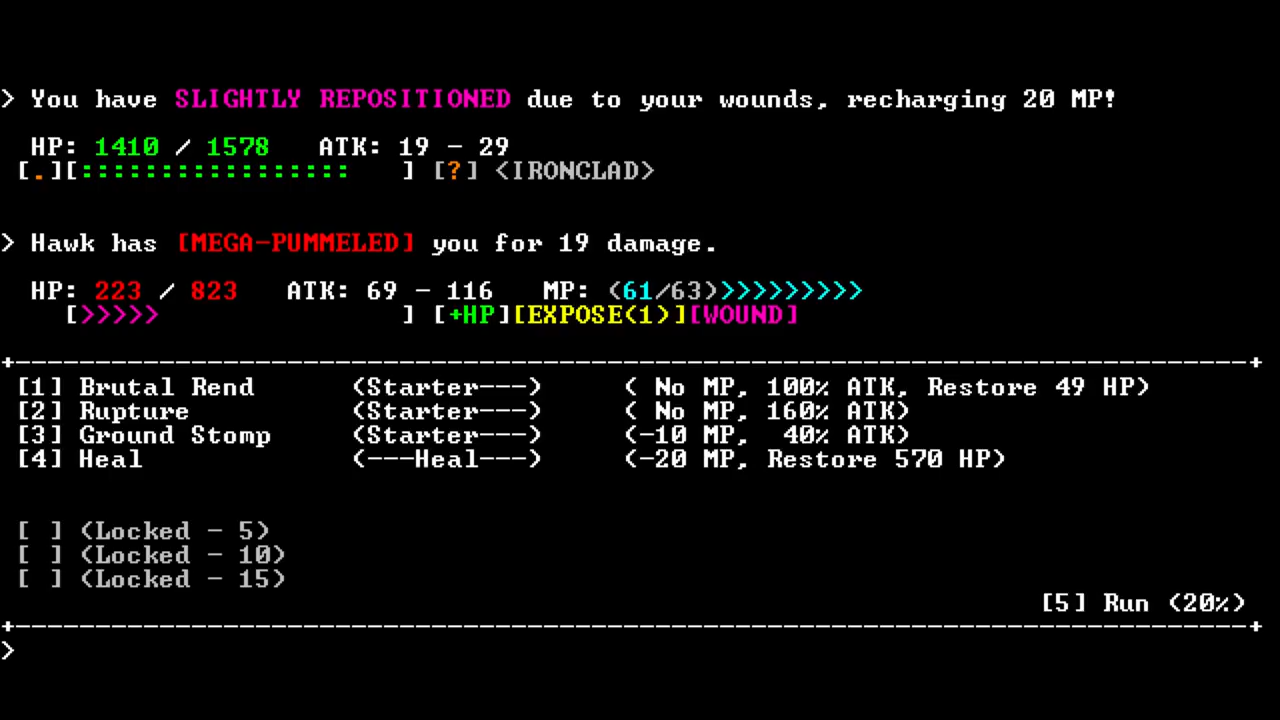 > You have SLIGHTLY REPOSITIONED due to your wounds, recharging 20 MP!
HP: 1410 / 1578   ATK: 19 - 29
[.][:::::::::::::::::   ] [?] <IRONCLAD>
> Hawk has [MEGA-PUMMELED] you for 19 damage.
HP: 223 / 823   ATK: 69 - 116   MP: (61/63)>>>>>>>>>
[>>>>>               ] [+HP][EXPOSE(1)][WOUND]
[1] Brutal Rend      (Starter---)     ( No MP, 100% ATK, Restore 49 HP)
[2] Rupture          (Starter---)     ( No MP, 160% ATK)
[3] Ground Stomp     (Starter---)     (-10 MP,  40% ATK)
[4] Heal             (---Heal---)     (-20 MP, Restore 570 HP)
[ ] (Locked - 5)
[ ] (Locked - 10)
[ ] (Locked - 15)
[5] Run (20%)
>